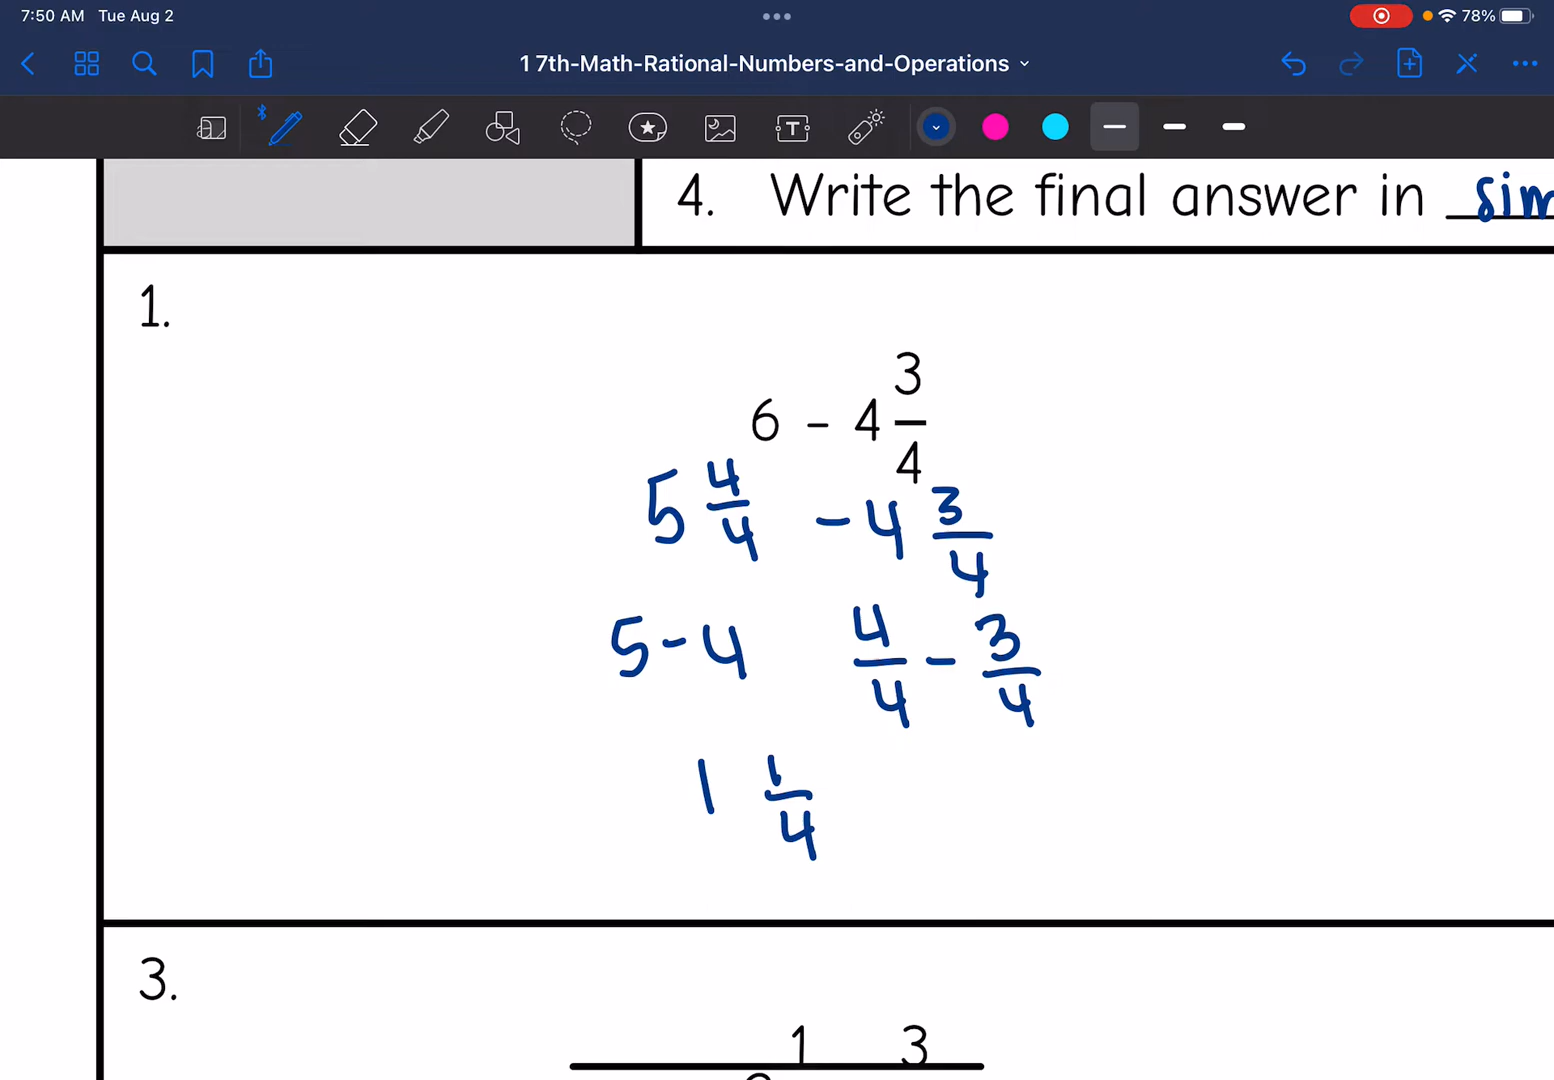 7:50 AM Tue Aug 2
78%
1 7th-Math-Rational-Numbers-and-Operations
T
4. Write the final answer in sim
1.
6 - 4 3/4
5 4/4 - 4 3/4
5 - 4 4/4 - 3/4
1 1/4
3.
1 3